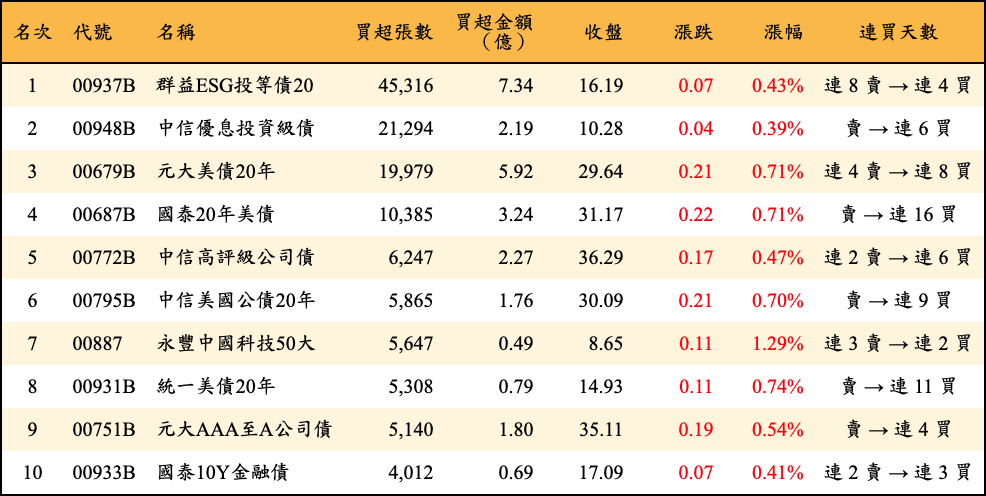 名次 代號 名稱 買超張數 買超金額（億） 收盤 漲跌 漲幅 連買天數
1 00937B 群益ESG投等債20 45,316 7.34 16.19 0.07 0.43% 連 8 賣 → 連 4 買
2 00948B 中信優息投資級債 21,294 2.19 10.28 0.04 0.39% 賣 → 連 6 買
3 00679B 元大美債20年 19,979 5.92 29.64 0.21 0.71% 連 4 賣 → 連 8 買
4 00687B 國泰20年美債 10,385 3.24 31.17 0.22 0.71% 賣 → 連 16 買
5 00772B 中信高評級公司債 6,247 2.27 36.29 0.17 0.47% 連 2 賣 → 連 6 買
6 00795B 中信美國公債20年 5,865 1.76 30.09 0.21 0.70% 賣 → 連 9 買
7 00887 永豐中國科技50大 5,647 0.49 8.65 0.11 1.29% 連 3 賣 → 連 2 買
8 00931B 統一美債20年 5,308 0.79 14.93 0.11 0.74% 賣 → 連 11 買
9 00751B 元大AAA至A公司債 5,140 1.80 35.11 0.19 0.54% 賣 → 連 4 買
10 00933B 國泰10Y金融債 4,012 0.69 17.09 0.07 0.41% 連 2 賣 → 連 3 買